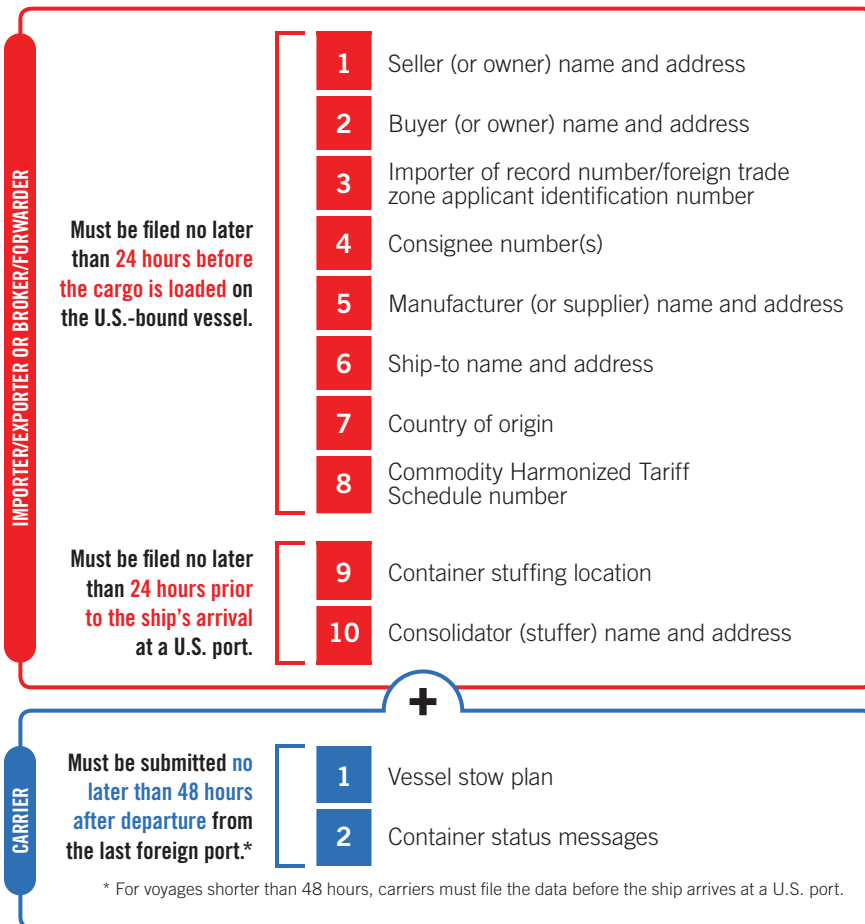 IMPORTER/EXPORTER OR BROKER/FORWARDER
Must be filed no later
than 24 hours before
the cargo is loaded on
the U.S.-bound vessel.
1 Seller (or owner) name and address
2 Buyer (or owner) name and address
3 Importer of record number/foreign trade
zone applicant identification number
4 Consignee number(s)
5 Manufacturer (or supplier) name and address
6 Ship-to name and address
7 Country of origin
8 Commodity Harmonized Tariff
Schedule number
Must be filed no later
than 24 hours prior
to the ship's arrival
at a U.S. port.
9 Container stuffing location
10 Consolidator (stuffer) name and address
+
CARRIER
Must be submitted no
later than 48 hours
after departure from
the last foreign port.*
1 Vessel stow plan
2 Container status messages
* For voyages shorter than 48 hours, carriers must file the data before the ship arrives at a U.S. port.